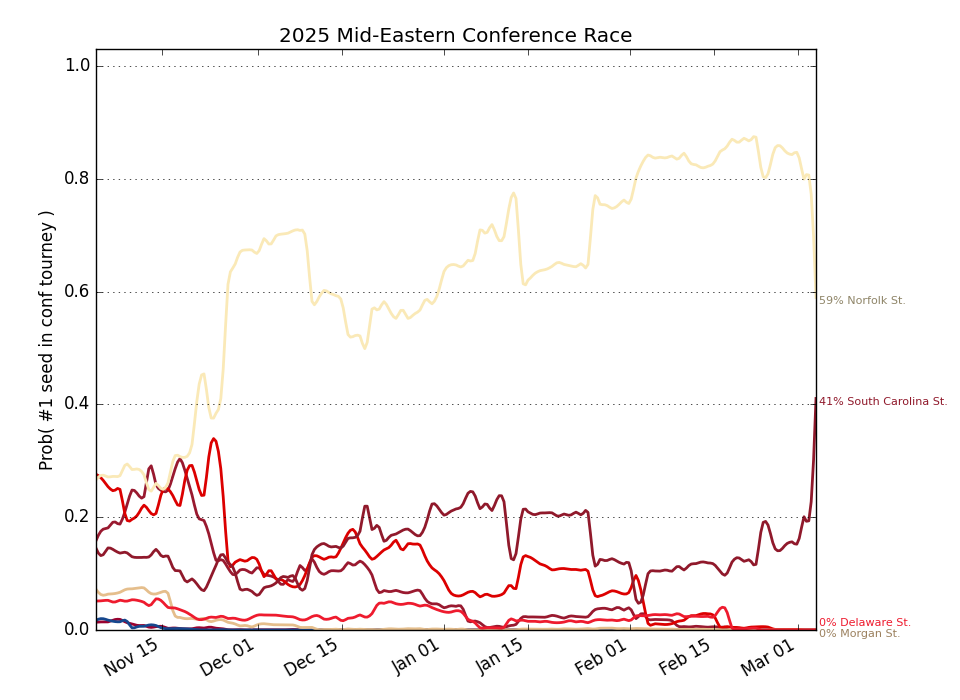 2025 Mid-Eastern Conference Race
Prob( #1 seed in conf tourney )
1.0
0.8
0.6
0.4
0.2
0.0
59% Norfolk St.
41% South Carolina St.
0% Delaware St.
0% Morgan St.
Nov 15
Dec 01
Dec 15
Jan 01
Jan 15
Feb 01
Feb 15
Mar 01